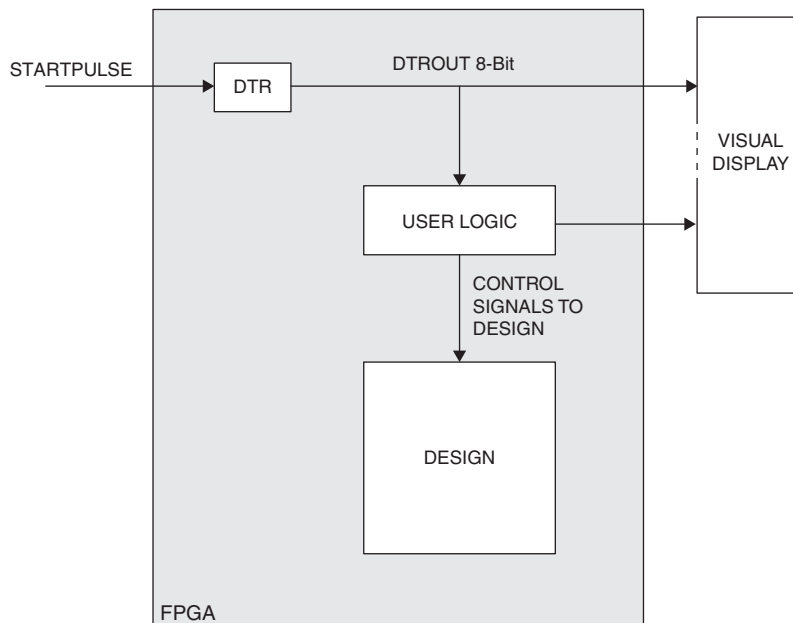 STARTPULSE
DTR
DTROUT 8-Bit
VISUAL
DISPLAY
USER LOGIC
CONTROL
SIGNALS TO
DESIGN
DESIGN
FPGA